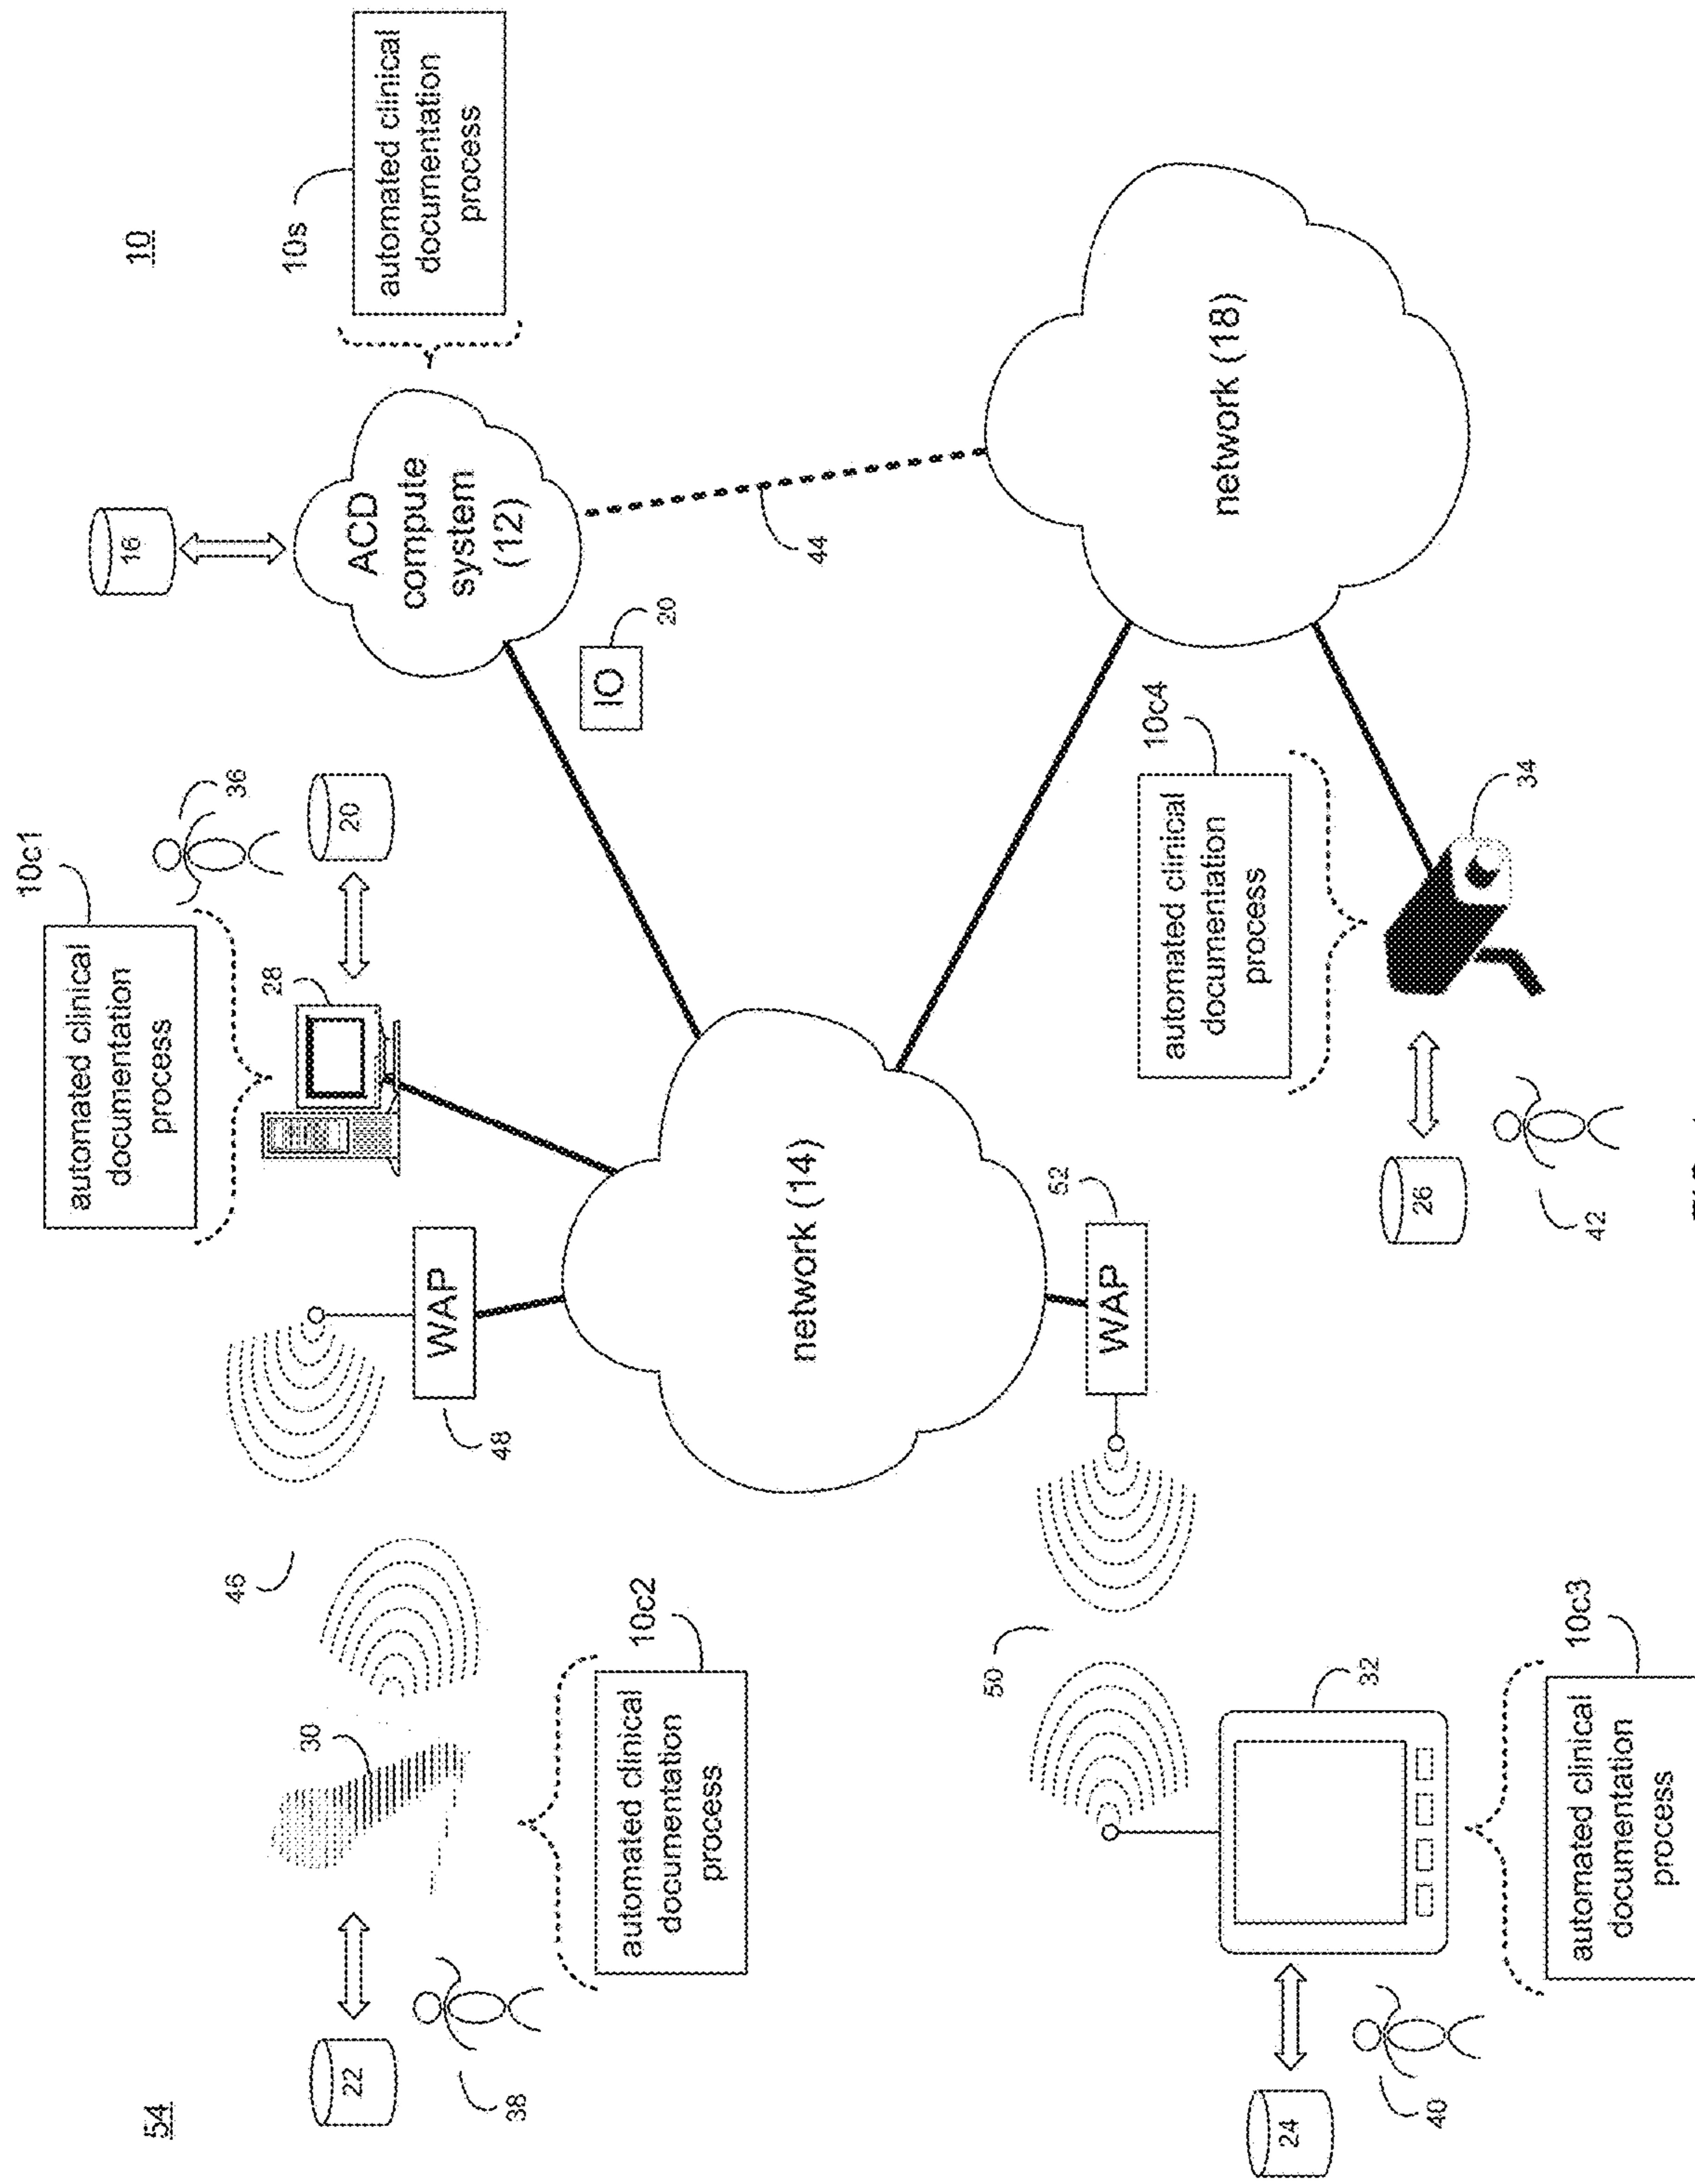 10c1
automated clinical
documentation
process
54
10
16
36
28
20
46
22
30
38
48
WAP
10s
automated clinical
documentation
process
ACD
compute
system
(12)
10c2
automated clinical
documentation
process
IO
20
network (14)
44
50
52
WAP
10c4
automated clinical
documentation
process
network (18)
24
32
40
26
42
34
10c3
automated clinical
documentation
process